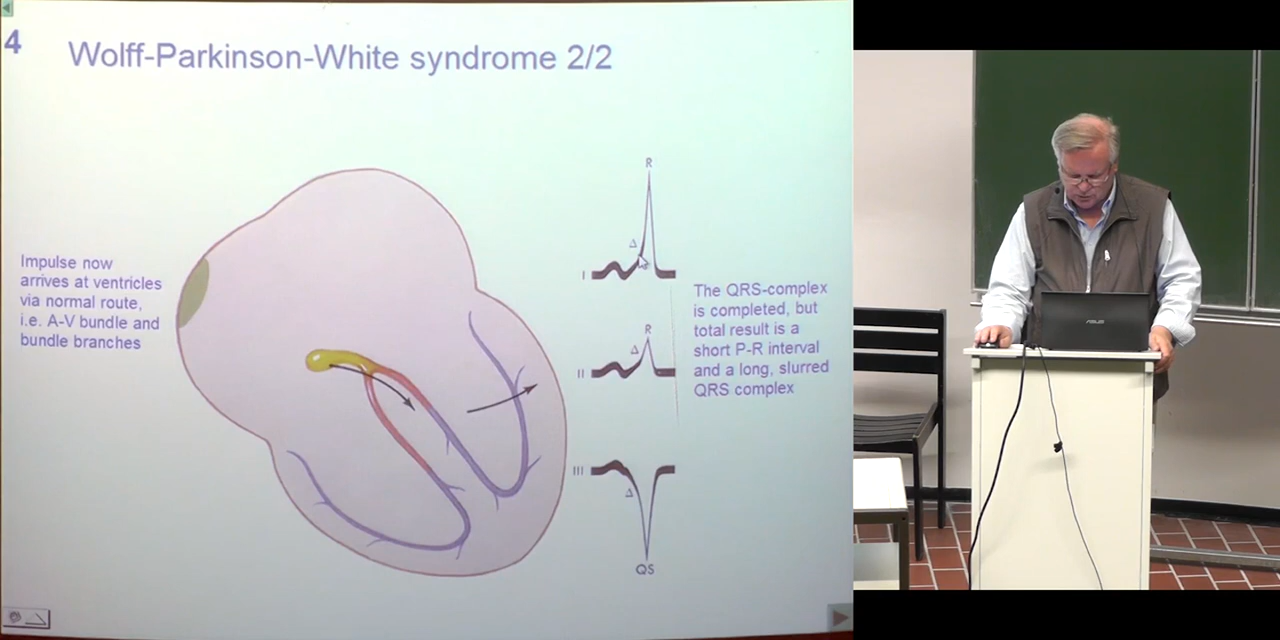 4
Wolff-Parkinson-White syndrome 2/2
Impulse now
arrives at ventricles
via normal route,
i.e. A-V bundle and
bundle branches
R
Δ
I
R
Δ
II
III
Δ
QS
The QRS-complex
is completed, but
total result is a
short P-R interval
and a long, slurred
QRS complex
ASUS